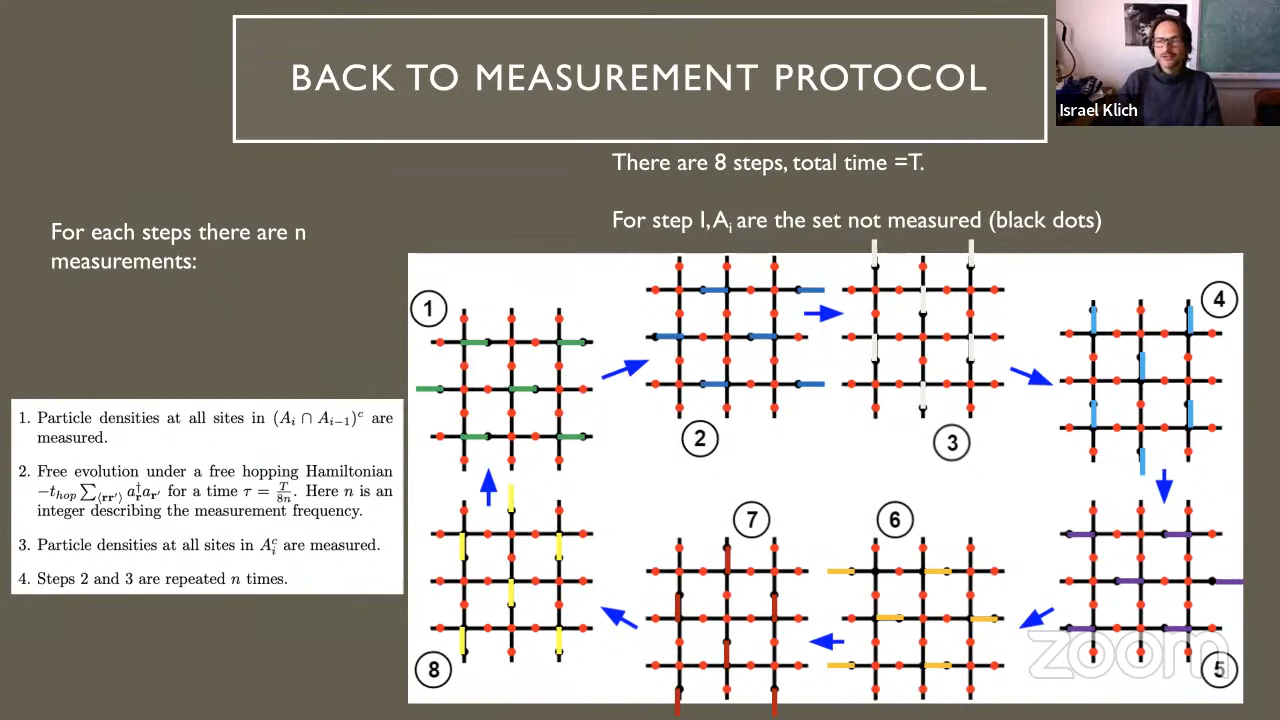 BACK TO MEASUREMENT PROTOCOL
Israel Klich
There are 8 steps, total time =T.
For step I, Aᵢ are the set not measured (black dots)
For each steps there are n
measurements:
1. Particle densities at all sites in (Aᵢ ∩ Aᵢ₋₁)ᶜ are
measured.
2. Free evolution under a free hopping Hamiltonian
−t_hop ∑_⟨rr′⟩ a†_r a_r′ for a time τ = T/8n. Here n is an
integer describing the measurement frequency.
3. Particle densities at all sites in Aᵢᶜ are measured.
4. Steps 2 and 3 are repeated n times.
1
2
3
4
5
6
7
8
zoom